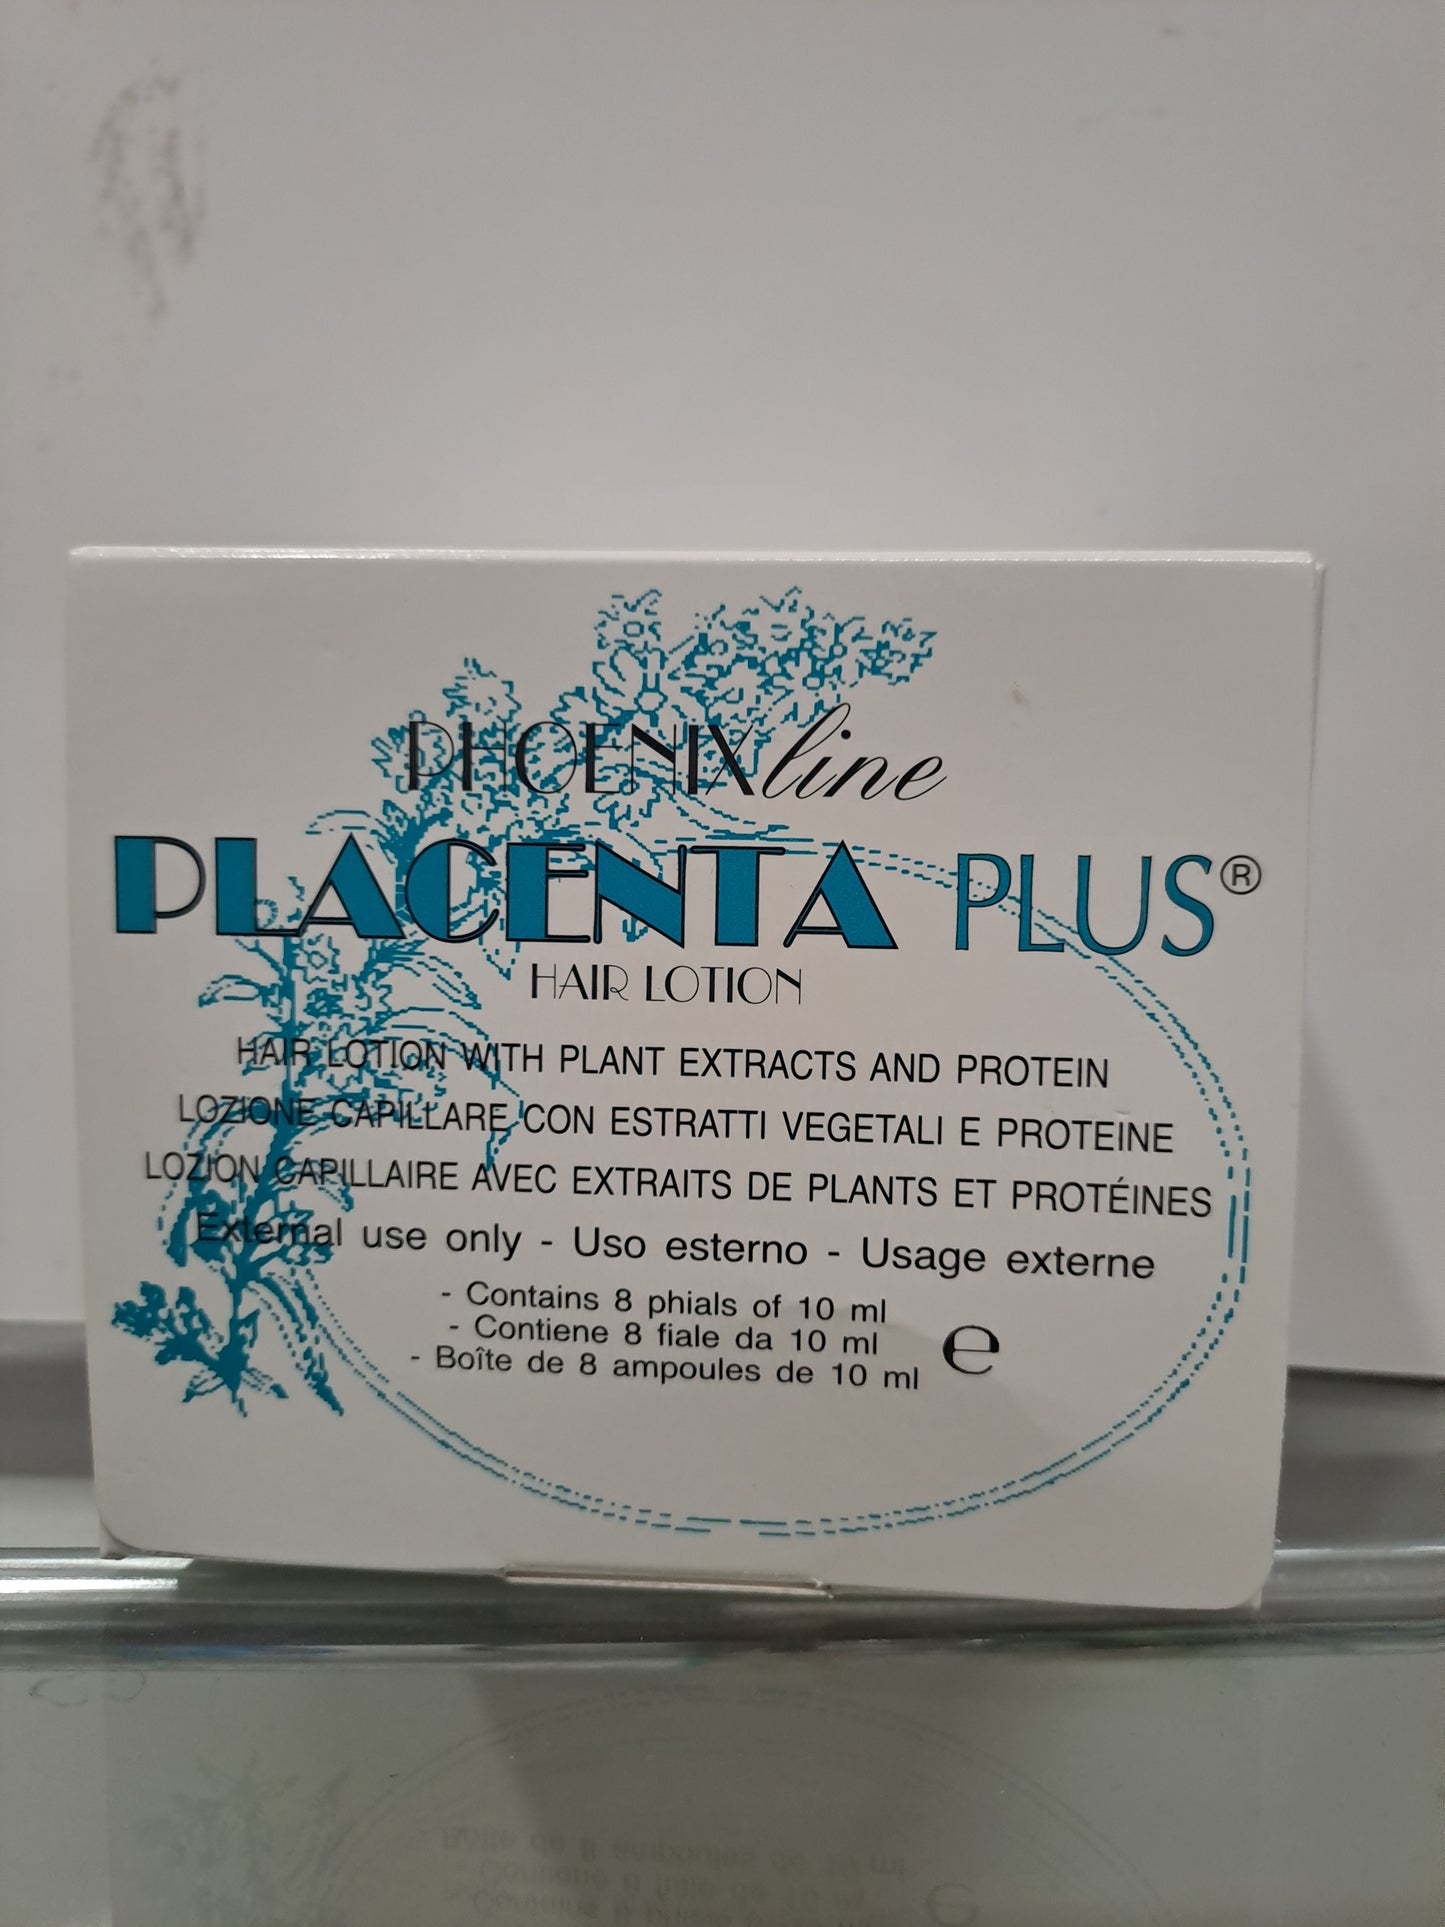 PHOENIX line
PLACENTA PLUS®
HAIR LOTION
HAIR LOTION WITH PLANT EXTRACTS AND PROTEIN
LOZIONE CAPILLARE CON ESTRATTI VEGETALI E PROTEINE
LOZION CAPILLAIRE AVEC EXTRAITS DE PLANTS ET PROTÉINES
External use only - Uso esterno - Usage externe
- Contains 8 phials of 10 ml
- Contiene 8 fiale da 10 ml ℮
- Boîte de 8 ampoules de 10 ml